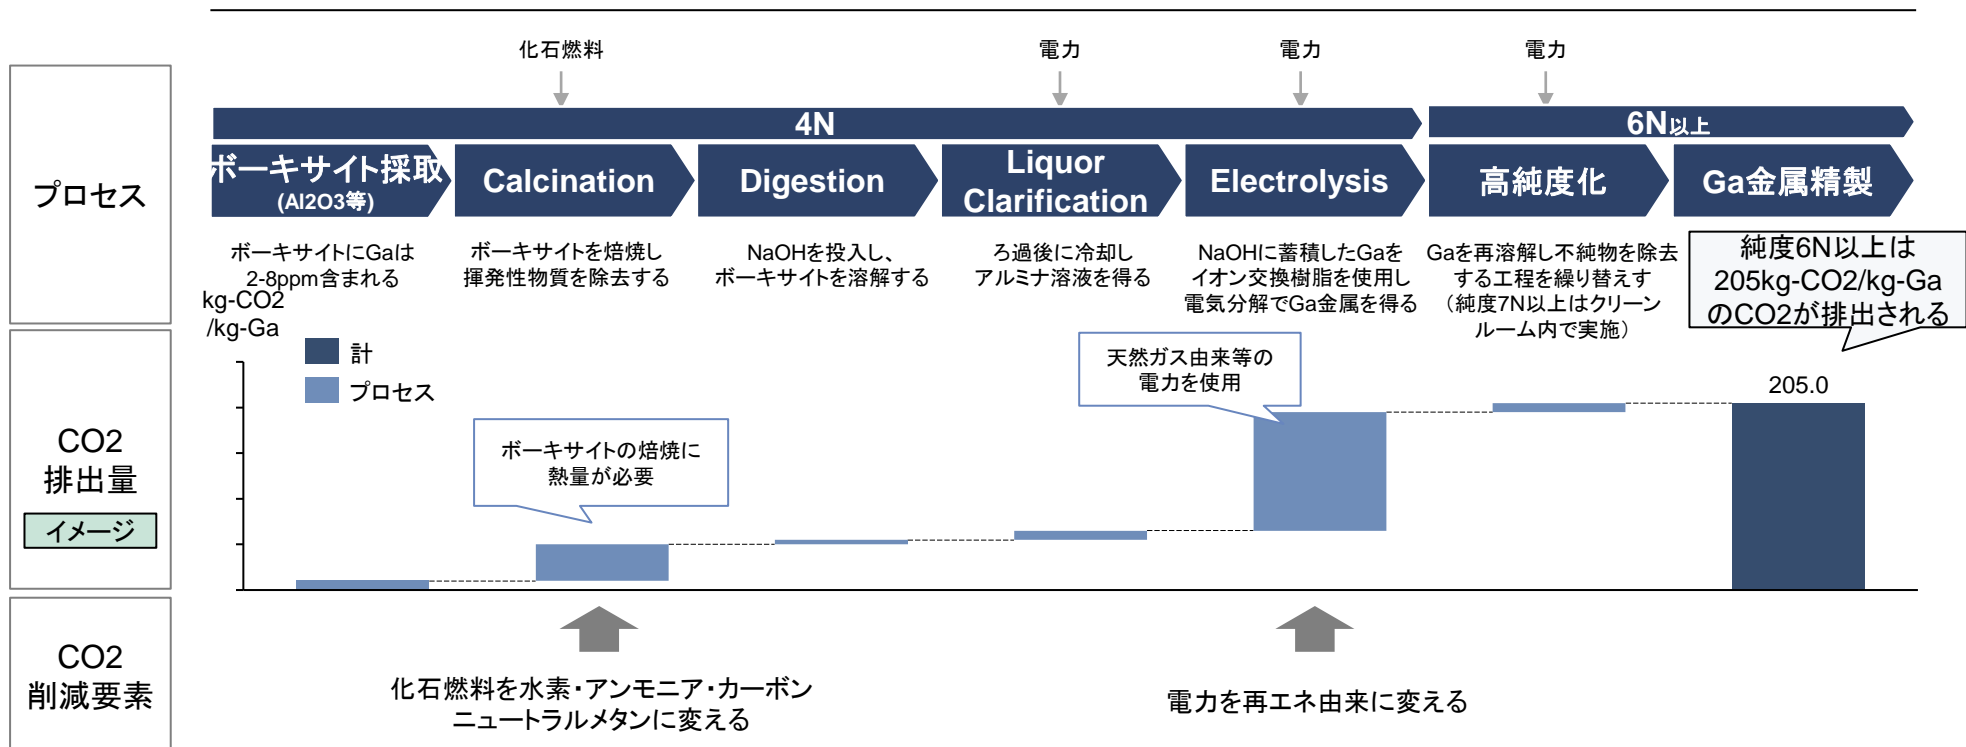 化石燃料
電力
電力
電力
4N
6N以上
プロセス
ボーキサイト採取
(Al2O3等)
Calcination
Digestion
Liquor
Clarification
Electrolysis
高純度化
Ga金属精製
ボーキサイトにGaは
2-8ppm含まれる
ボーキサイトを焙焼し
揮発性物質を除去する
NaOHを投入し、
ボーキサイトを溶解する
ろ過後に冷却し
アルミナ溶液を得る
NaOHに蓄積したGaを
イオン交換樹脂を使用し
電気分解でGa金属を得る
Gaを再溶解し不純物を除去
する工程を繰り替えす
（純度7N以上はクリーン
ルーム内で実施）
純度6N以上は
205kg-CO2/kg-Ga
のCO2が排出される
kg-CO2
/kg-Ga
計
プロセス
CO2
排出量
イメージ
ボーキサイトの焙焼に
熱量が必要
天然ガス由来等の
電力を使用
205.0
CO2
削減要素
化石燃料を水素・アンモニア・カーボン
ニュートラルメタンに変える
電力を再エネ由来に変える